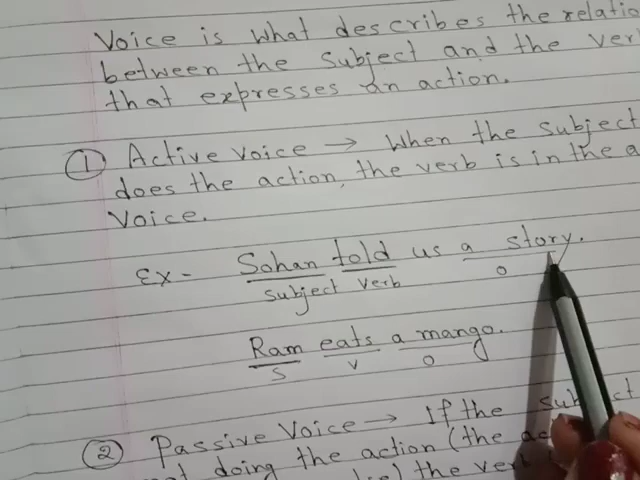 Voice is what describes the relatio
between the subject and the ver
that expresses an action.
① Active voice → When the subject
does the action, the verb is in the a
Voice.
Ex- Sohan told us a story.
subject verb o
Ram eats a mango.
S V O
② Passive Voice → If the subject
doing the action (the
the verb